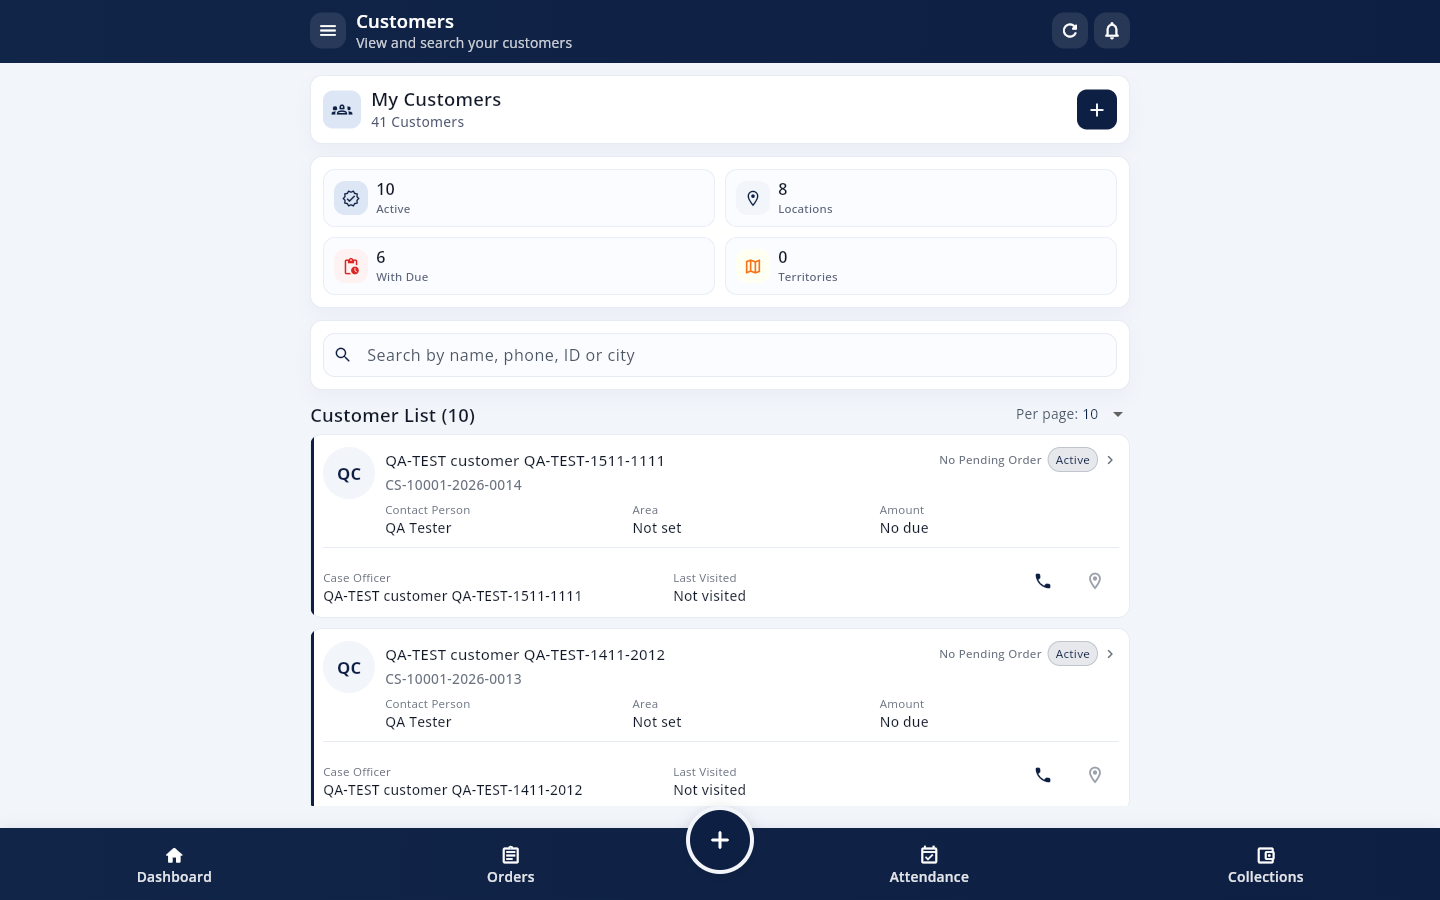 Customers
View and search your customers
My Customers
41 Customers
10
Active
8
Locations
6
With Due
0
Territories
Search by name, phone, ID or city
Customer List (10)
Per page: 10
QC
QA-TEST customer QA-TEST-1511-1111
No Pending Order
Active
CS-10001-2026-0014
Contact Person
Area
Amount
QA Tester
Not set
No due
Case Officer
Last Visited
QA-TEST customer QA-TEST-1511-1111
Not visited
QC
QA-TEST customer QA-TEST-1411-2012
No Pending Order
Active
CS-10001-2026-0013
Contact Person
Area
Amount
QA Tester
Not set
No due
Case Officer
Last Visited
QA-TEST customer QA-TEST-1411-2012
Not visited
Dashboard
Orders
Attendance
Collections